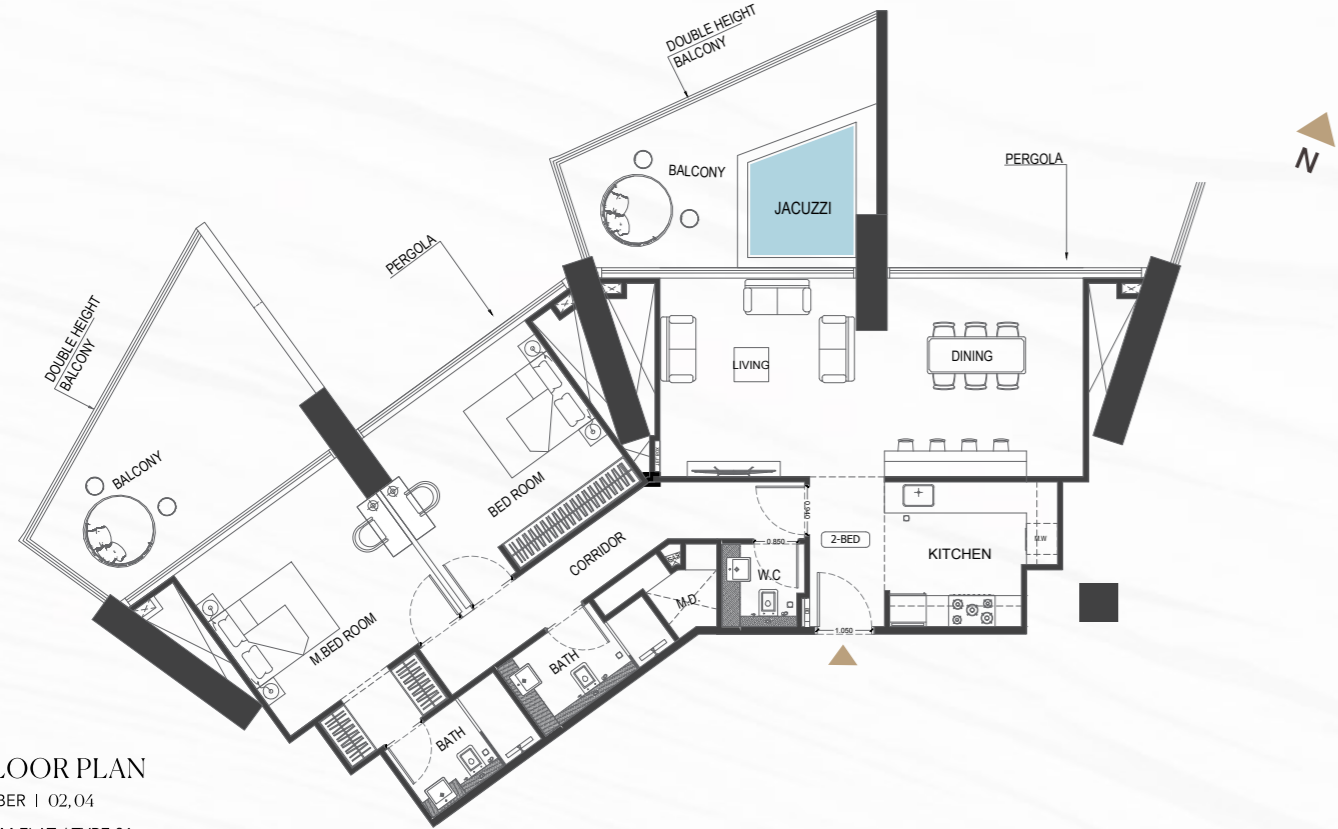 DOUBLE HEIGHT
BALCONY
BALCONY
JACUZZI
PERGOLA
N
PERGOLA
DOUBLE HEIGHT
BALCONY
BALCONY
LIVING
DINING
BED ROOM
M.BED ROOM
CORRIDOR
0.940
0.850
2-BED
KITCHEN
M.W
W.C
M.D.
1.050
BATH
BATH
LOOR PLAN
BER | 02,04